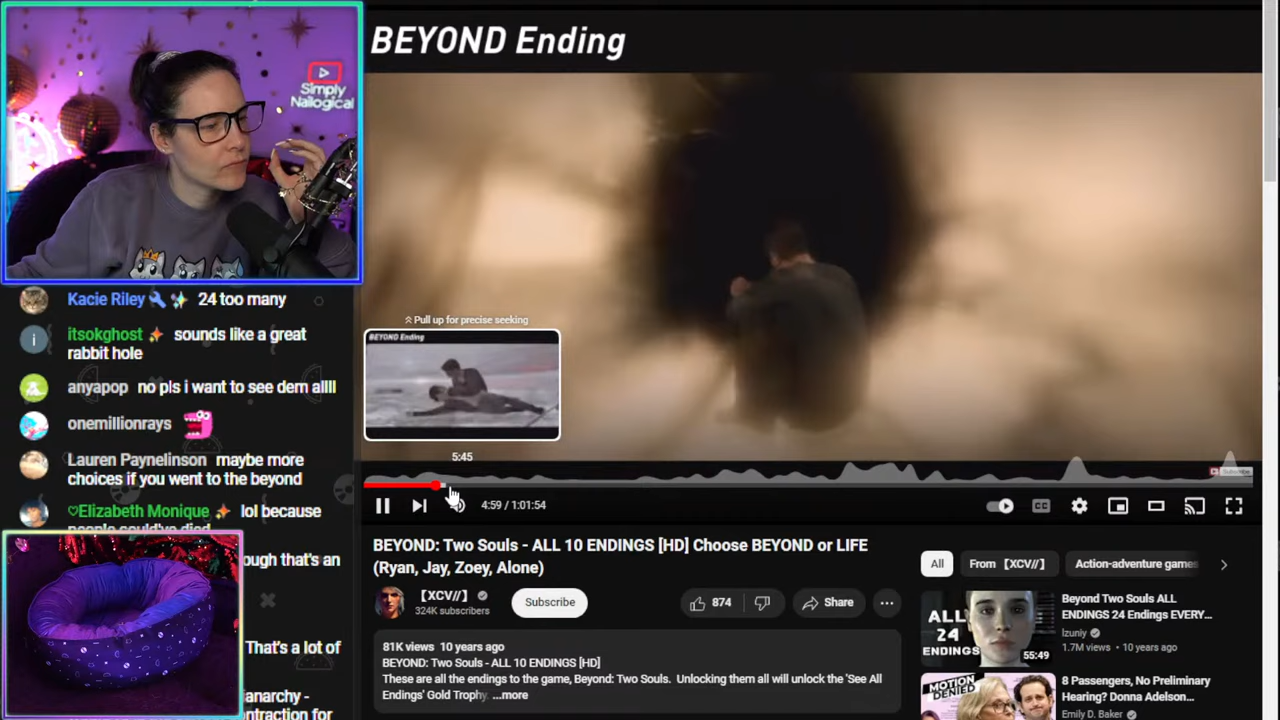 BEYOND Ending
Simply
Nailogical
Kacie Riley 24 too many
itsokghost sounds like a great
rabbit hole
anyapop no pls i want to see dem allll
onemillionrays
Lauren Paynelinson maybe more
choices if you went to the beyond
Elizabeth Monique lol because
people could've died
ough that's an
That's a lot of
anarchy -
ontraction for
Pull up for precise seeking
BEYOND Ending
5:45
Subscribe
4:59 / 1:01:54
CC
BEYOND: Two Souls - ALL 10 ENDINGS [HD] Choose BEYOND or LIFE
(Ryan, Jay, Zoey, Alone)
【XCV//】
324K subscribers
Subscribe
874
Share
81K views 10 years ago
BEYOND: Two Souls - ALL 10 ENDINGS [HD]
These are all the endings to the game, Beyond: Two Souls. Unlocking them all will unlock the 'See All
Endings' Gold Trophy. ...more
All
From 【XCV//】
Action-adventure games
ALL
24
ENDINGS
55:49
Beyond Two Souls ALL
ENDINGS 24 Endings EVERY...
Izuniy
1.7M views • 10 years ago
MOTION
DENIED
8 Passengers, No Preliminary
Hearing? Donna Adelson...
Emily D. Baker